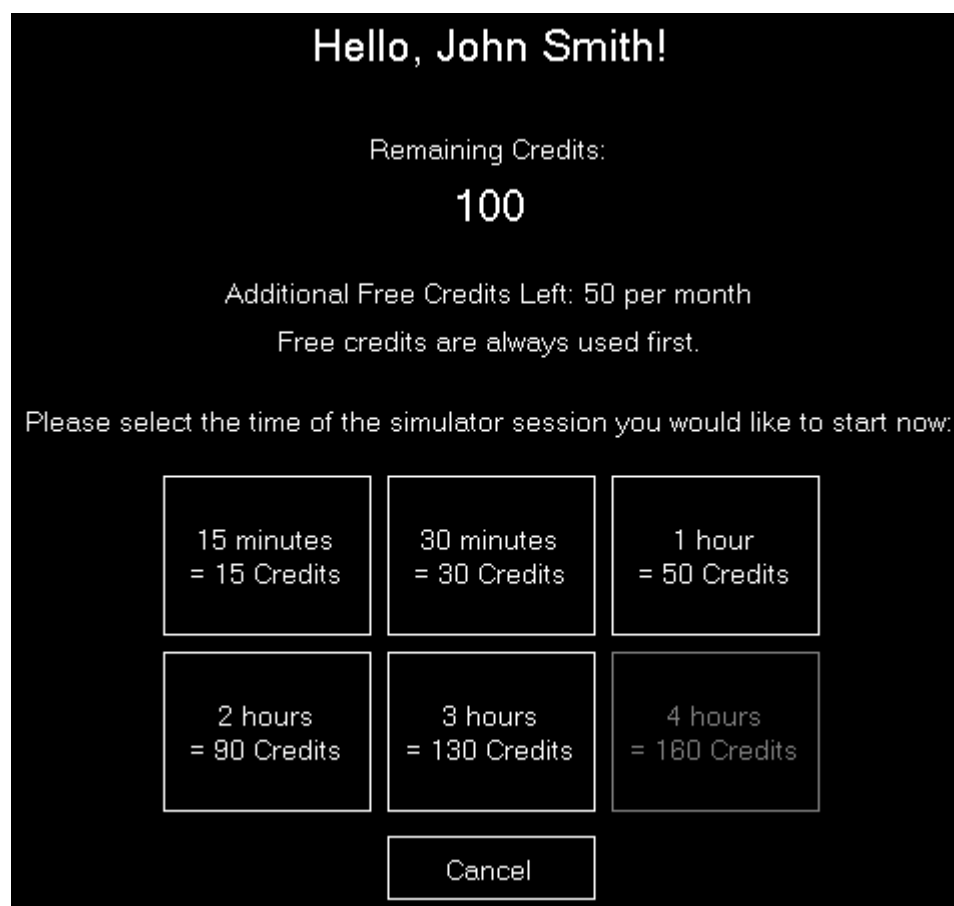 Hello, John Smith!
Remaining Credits:
100
Additional Free Credits Left: 50 per month
Free credits are always used first.
Please select the time of the simulator session you would like to start now:
15 minutes
= 15 Credits
30 minutes
= 30 Credits
1 hour
= 50 Credits
2 hours
= 90 Credits
3 hours
= 130 Credits
4 hours
= 160 Credits
Cancel